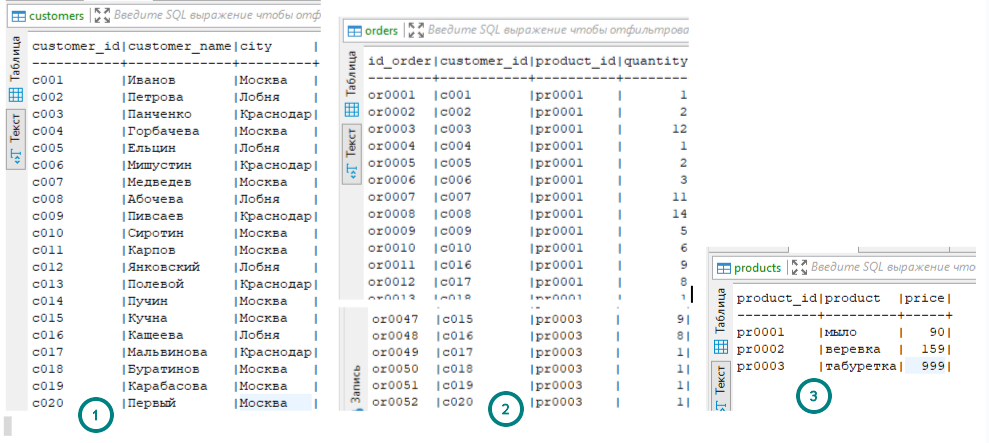 customers Введите SQL выражение чтобы отф
customer_id|customer_name|city |
-----------+-------------+---------+
c001 |Иванов |Москва |
c002 |Петрова |Лобня |
c003 |Панченко |Краснодар|
c004 |Горбачева |Москва |
c005 |Ельцин |Лобня |
c006 |Мишустин |Краснодар|
c007 |Медведев |Москва |
c008 |Абочева |Лобня |
c009 |Пивсаев |Краснодар|
c010 |Сиротин |Москва |
c011 |Карпов |Москва |
c012 |Янковский |Лобня |
c013 |Полевой |Краснодар|
c014 |Пучин |Москва |
c015 |Кучна |Москва |
c016 |Кащеева |Лобня |
c017 |Мальвинова |Краснодар|
c018 |Буратинов |Москва |
c019 |Карабасова |Москва |
c020 |Первый |Москва |
Таблица
Текст
1
orders Введите SQL выражение чтобы отфильтрова
id_order|customer_id|product_id|quantity
--------+-----------+----------+--------
or0001 |c001 |pr0001 | 1
or0002 |c002 |pr0001 | 2
or0003 |c003 |pr0001 | 12
or0004 |c004 |pr0001 | 1
or0005 |c005 |pr0001 | 2
or0006 |c006 |pr0001 | 3
or0007 |c007 |pr0001 | 11
or0008 |c008 |pr0001 | 14
or0009 |c009 |pr0001 | 5
or0010 |c010 |pr0001 | 6
or0011 |c016 |pr0001 | 9
or0012 |c017 |pr0001 | 8
or0013 |c018 |pr0001 | 1
or0047 |c015 |pr0003 | 9|
or0048 |c016 |pr0003 | 8|
or0049 |c017 |pr0003 | 1|
or0050 |c018 |pr0003 | 1|
or0051 |c019 |pr0003 | 1|
or0052 |c020 |pr0003 | 1|
Таблица
Текст
Запись
2
products Введите SQL выражение что
product_id|product |price|
----------+---------+-----+
pr0001 |мыло | 90|
pr0002 |веревка | 159|
pr0003 |табуретка| 999|
Таблица
Текст
3